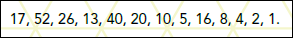 17, 52, 26, 13, 40, 20, 10, 5, 16, 8, 4, 2, 1.